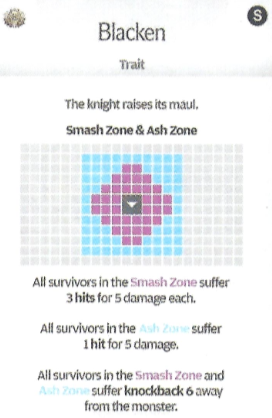 S
Blacken
Trait
The knight raises its maul.
Smash Zone & Ash Zone
All survivors in the Smash Zone suffer
3 hits for 5 damage each.
All survivors in the Ash Zone suffer
1 hit for 5 damage.
All survivors in the Smash Zone and
Ash Zone suffer knockback 6 away
from the monster.